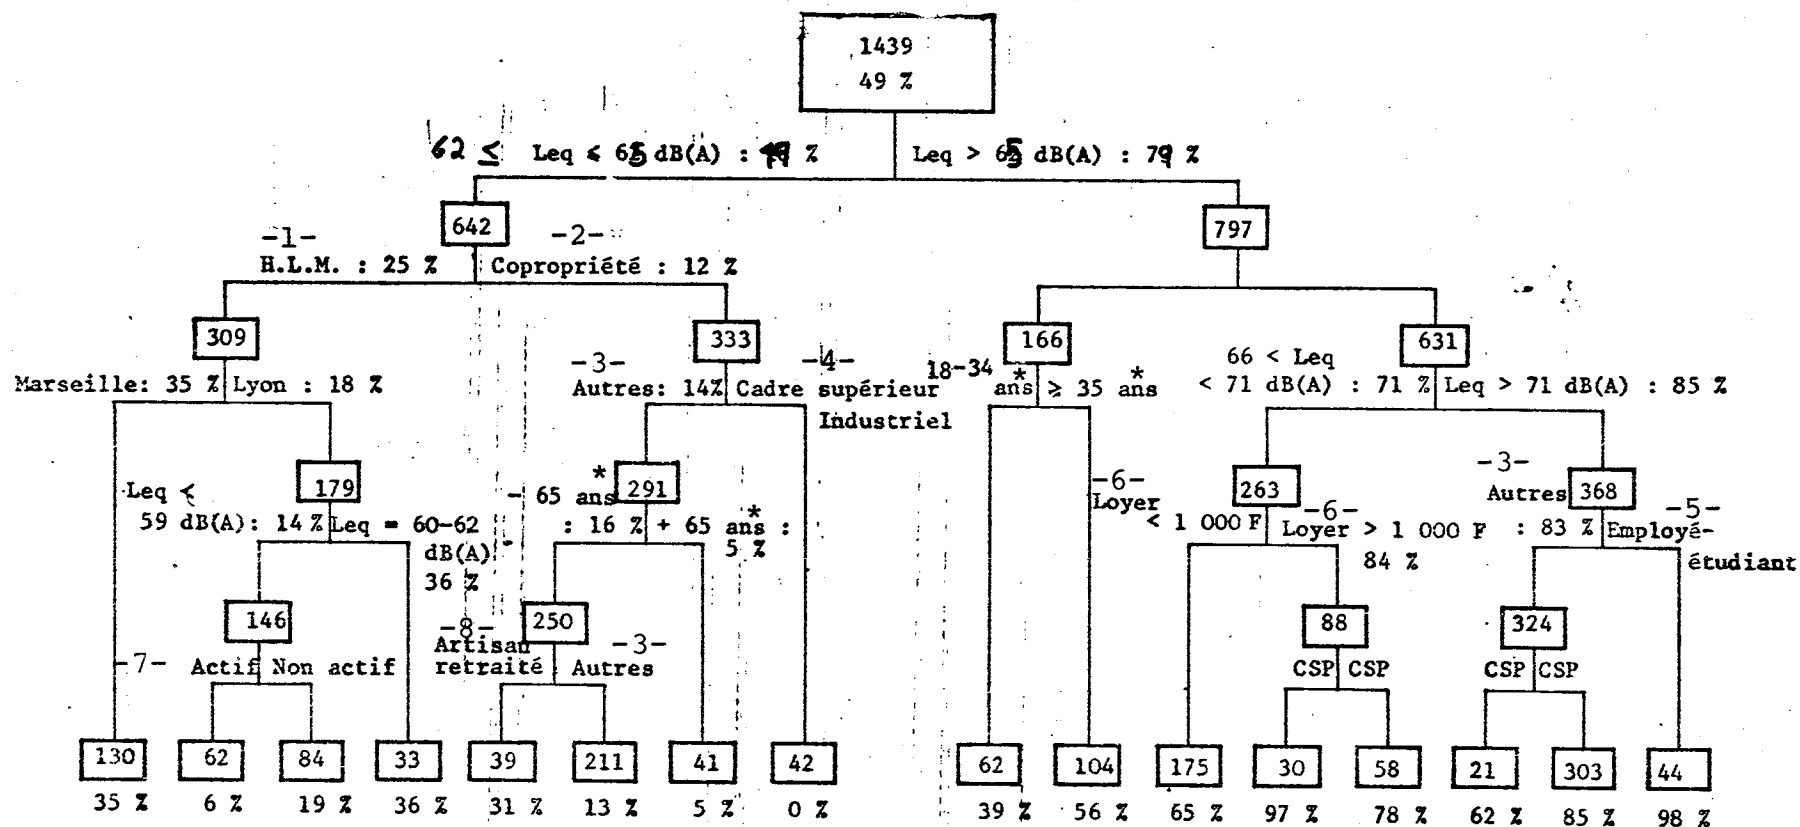 1439
49 %
62 ≤ Leq ≤ 65 dB(A) : % Leq > 65 dB(A) : 79 %
642 797
-1- -2-
H.L.M. : 25 % Copropriété : 12 %
309 333 166 631
-3- -4- 18-34 66 < Leq
Marseille: 35 % Lyon : 18 % Autres: 14% Cadre supérieur ans* ≥ 35 ans* < 71 dB(A) : 71 % Leq > 71 dB(A) : 85 %
Industriel
179 291 263 368
Leq < - 65 ans* -6- -3-
Loyer Autres
59 dB(A): 14 % Leq = 60-62 : 16 % + 65 ans* : < 1 000 F -6- -5-
dB(A) 5 % Loyer > 1 000 F : 83 % Employé-
36 % 84 % étudiant
146 250 88 324
-8- -3-
-7- Actif Non actif Artisan retraité Autres CSP CSP CSP CSP
130 62 84 33 39 211 41 42 62 104 175 30 58 21 303 44
35 % 6 % 19 % 36 % 31 % 13 % 5 % 0 % 39 % 56 % 65 % 97 % 78 % 62 % 85 % 98 %